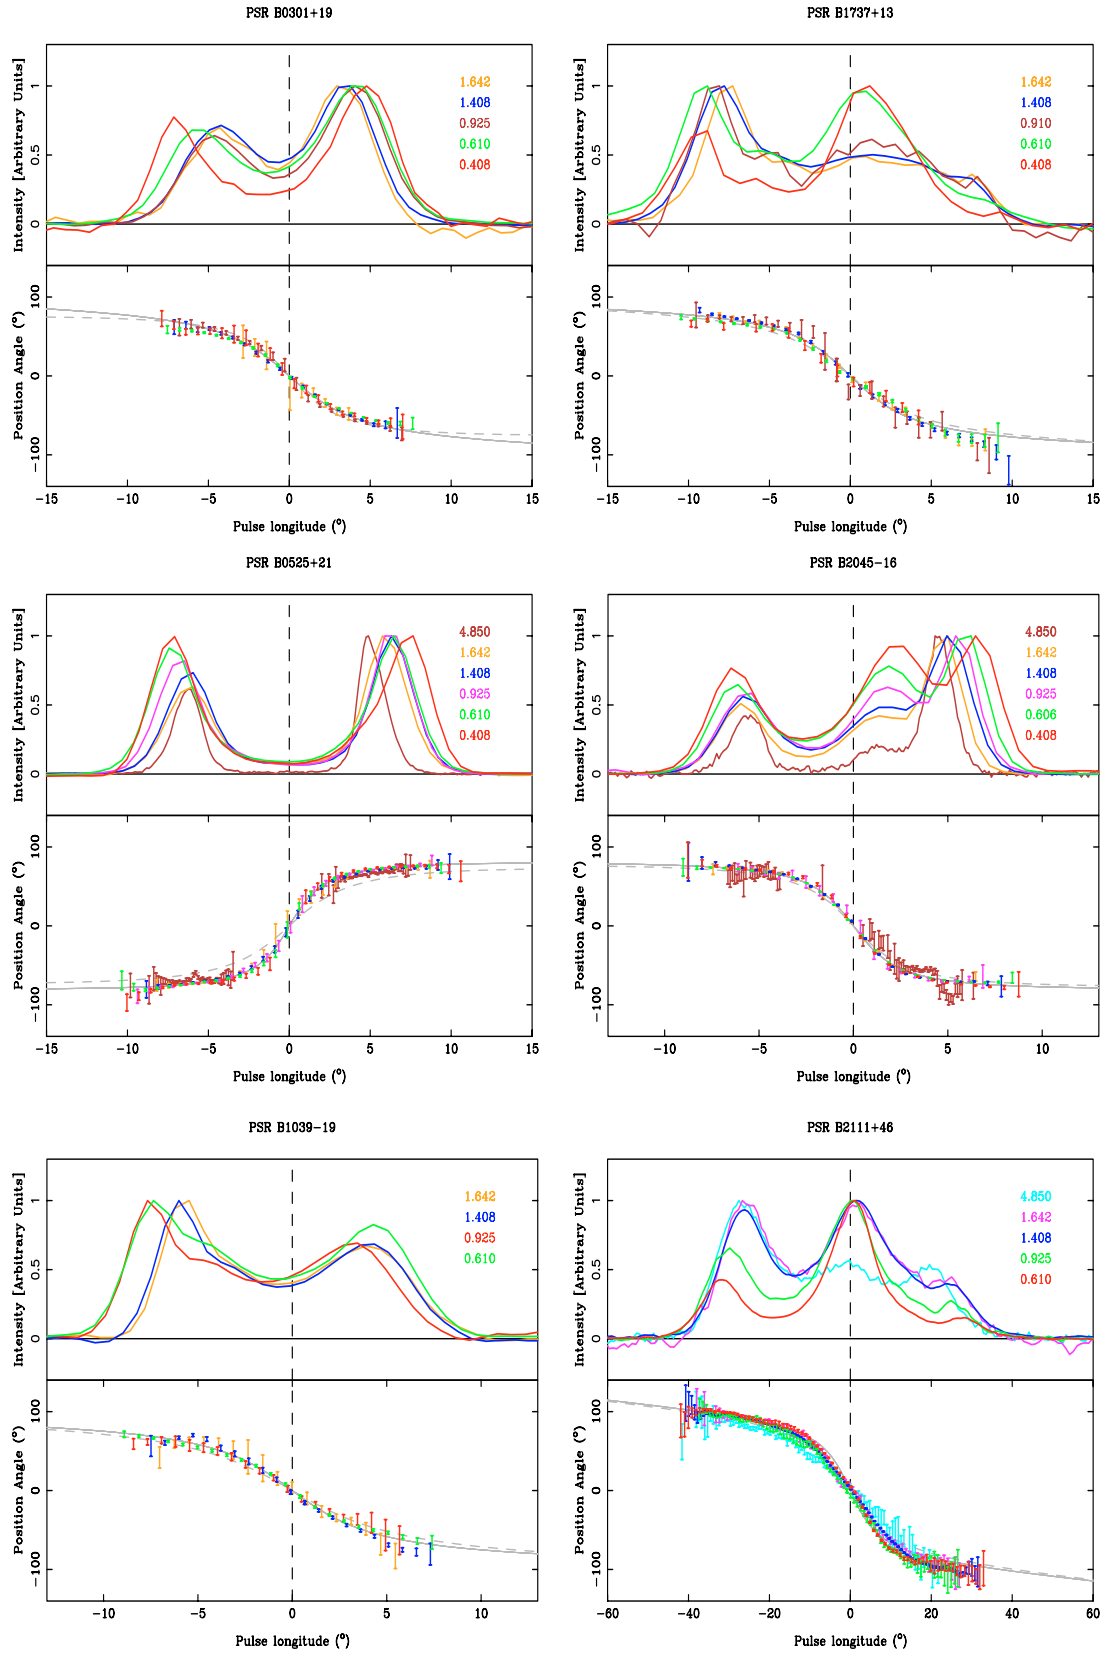 PSR B0301+19
Intensity [Arbitrary Units]
1
0.5
0
1.642
1.408
0.925
0.610
0.408
Position Angle (°)
100
0
−100
−15 −10 −5 0 5 10 15
Pulse longitude (°)
PSR B1737+13
Intensity [Arbitrary Units]
1
0.5
0
1.642
1.408
0.910
0.610
0.408
Position Angle (°)
100
0
−100
−15 −10 −5 0 5 10 15
Pulse longitude (°)
PSR B0525+21
Intensity [Arbitrary Units]
1
0.5
0
4.850
1.642
1.408
0.925
0.610
0.408
Position Angle (°)
100
0
−100
−15 −10 −5 0 5 10 15
Pulse longitude (°)
PSR B2045−16
Intensity [Arbitrary Units]
1
0.5
0
4.850
1.642
1.408
0.925
0.606
0.408
Position Angle (°)
100
0
−100
−10 −5 0 5 10
Pulse longitude (°)
PSR B1039−19
Intensity [Arbitrary Units]
1
0.5
0
1.642
1.408
0.925
0.610
Position Angle (°)
100
0
−100
−10 −5 0 5 10
Pulse longitude (°)
PSR B2111+46
Intensity [Arbitrary Units]
1
0.5
0
4.850
1.642
1.408
0.925
0.610
Position Angle (°)
100
0
−100
−60 −40 −20 0 20 40 60
Pulse longitude (°)